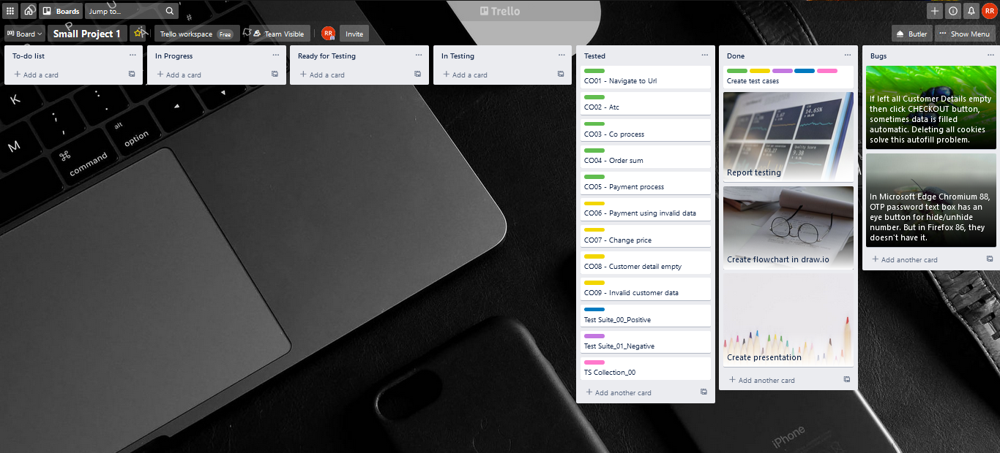 Boards
Jump to...
Trello
RR
Board
Small Project 1
Trello workspace
Free
Team Visible
RR
Invite
Butler
Show Menu
To-do list
Add a card
In Progress
Add a card
Ready for Testing
Add a card
In Testing
Add a card
Tested
CO01 - Navigate to Url
CO02 - Atc
CO03 - Co process
CO04 - Order sum
CO05 - Payment process
CO06 - Payment using invalid data
CO07 - Change price
CO08 - Customer detail empty
CO09 - Invalid customer data
Test Suite_00_Positive
Test Suite_01_Negative
TS Collection_00
Add another card
Done
Create test cases
14.65%
9.38
Report testing
Create flowchart in draw.io
Create presentation
Add another card
Bugs
If left all Customer Details empty
then click CHECKOUT button,
sometimes data is filled
automatic. Deleting all cookies
solve this autofill problem.
In Microsoft Edge Chromium 88,
OTP password text box has an
eye button for hide/unhide
number. But in Firefox 86, they
doesn't have it.
Add another card
P
K
M
;
:
alt
option
⌘
command
iPhone